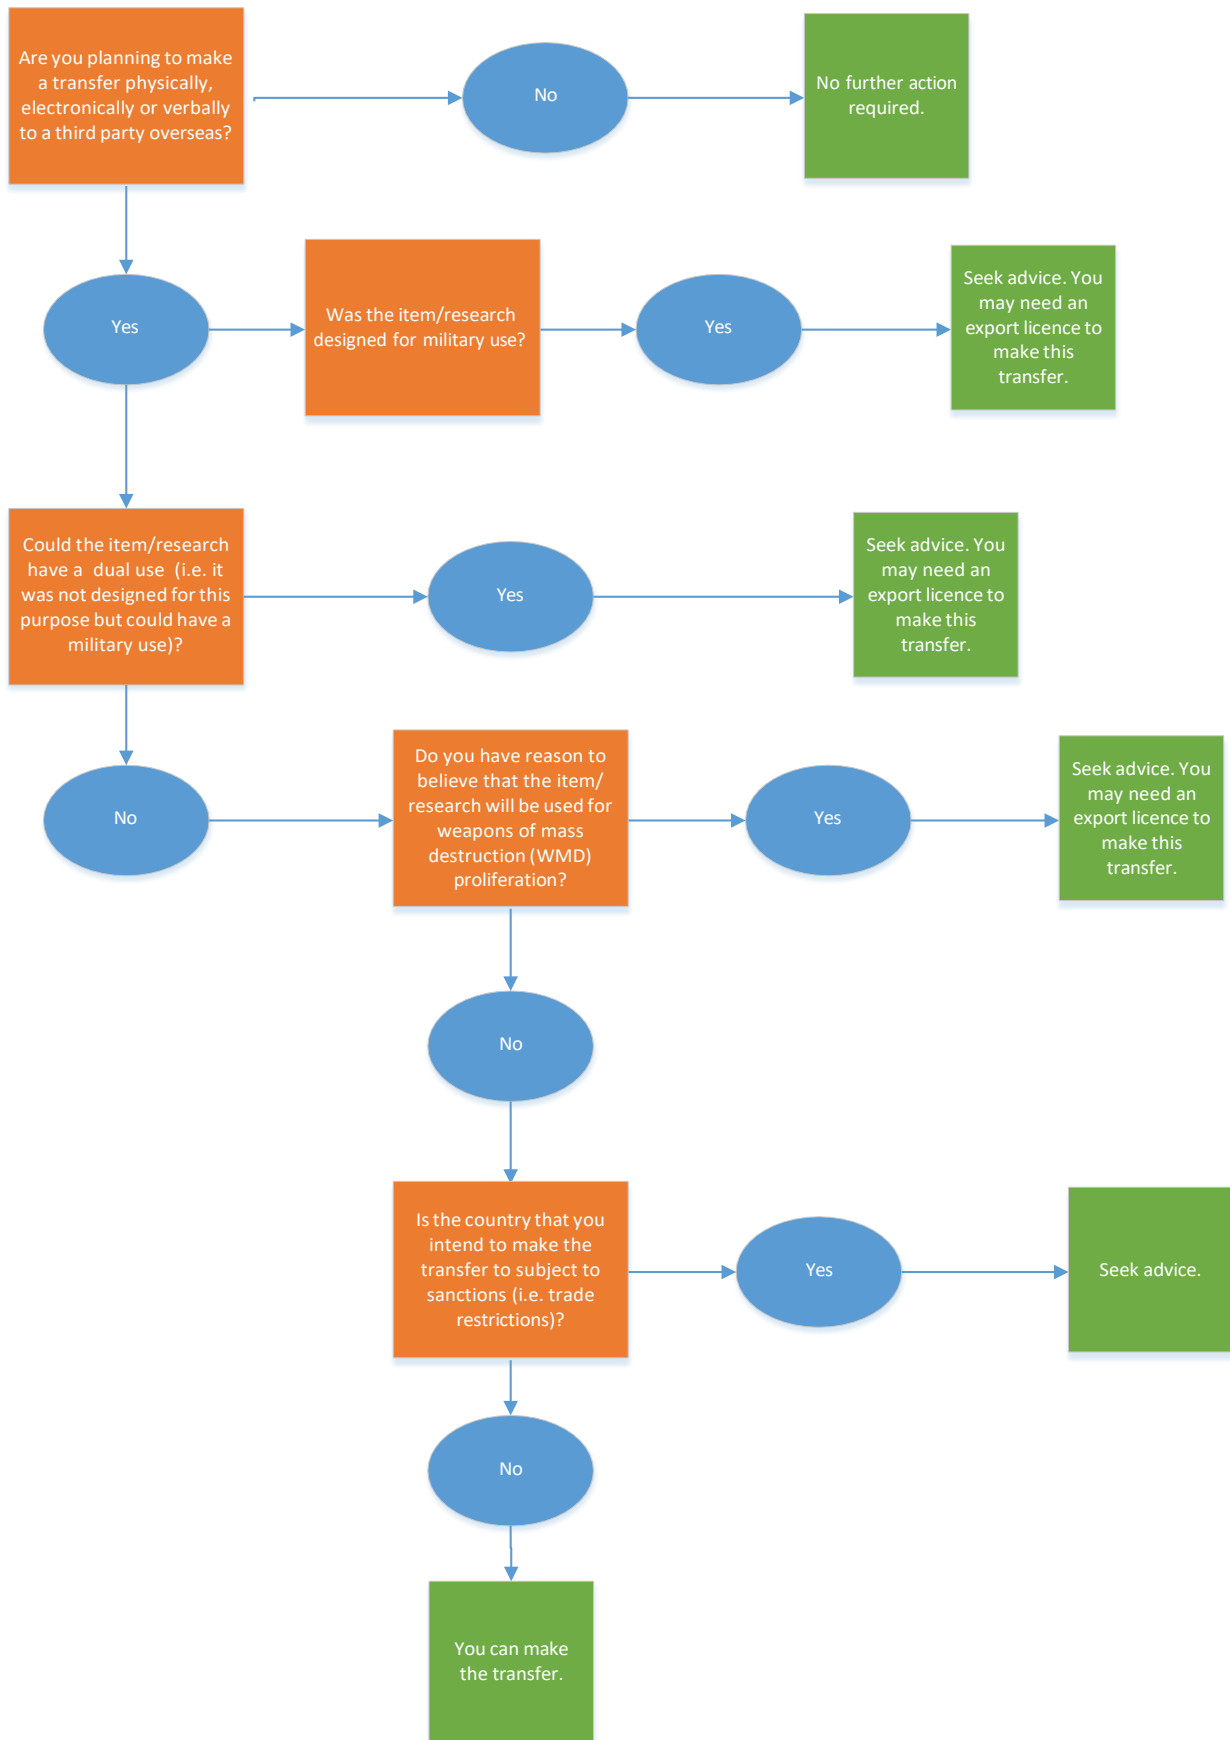 Are you planning to make
a transfer physically,
electronically or verbally
to a third party overseas?
No
No further action
required.
Yes
Was the item/research
designed for military use?
Yes
Seek advice. You
may need an
export licence to
make this
transfer.
Could the item/research
have a dual use (i.e. it
was not designed for this
purpose but could have a
military use)?
Yes
Seek advice. You
may need an
export licence to
make this
transfer.
No
Do you have reason to
believe that the item/
research will be used for
weapons of mass
destruction (WMD)
proliferation?
Yes
Seek advice. You
may need an
export licence to
make this
transfer.
No
Is the country that you
intend to make the
transfer to subject to
sanctions (i.e. trade
restrictions)?
Yes
Seek advice.
No
You can make
the transfer.